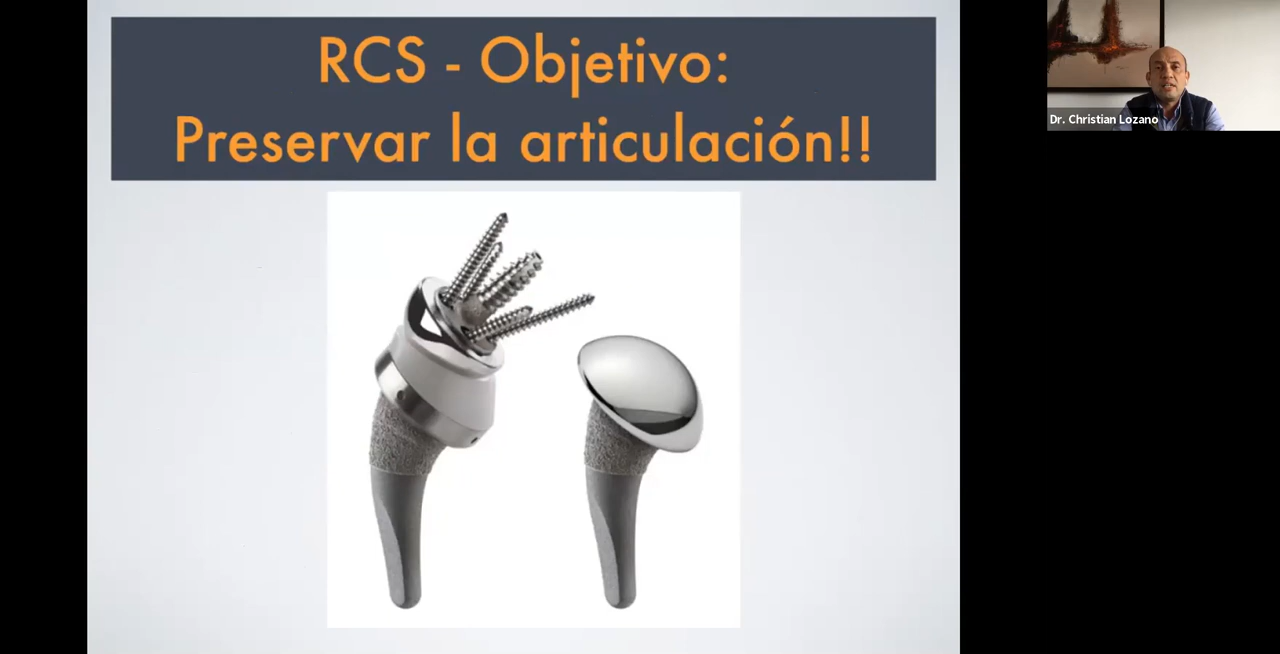 RCS - Objetivo:
Preservar la articulación!!
Dr. Christian Lozano